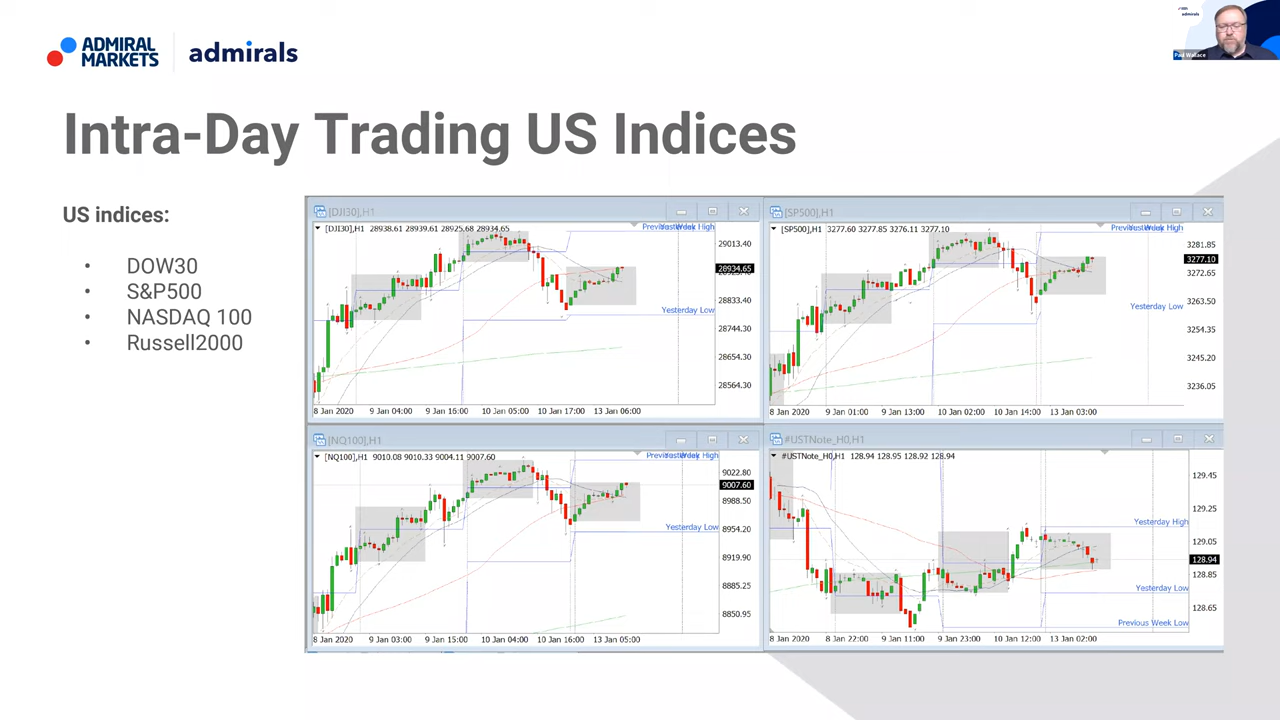 ADMIRAL
MARKETS
admirals
admirals
Paul Wallace
Intra-Day Trading US Indices
US indices:
• DOW30
• S&P500
• NASDAQ 100
• Russell2000
[DJI30],H1
[DJI30],H1 28938.61 28939.61 28925.68 28934.65
Yesterday Low
29013.40
28934.65
28833.40
28744.30
28654.30
28564.30
8 Jan 2020 9 Jan 04:00 9 Jan 16:00 10 Jan 05:00 10 Jan 17:00 13 Jan 06:00
[SP500],H1
[SP500],H1 3277.60 3277.85 3276.11 3277.10
Yesterday Low
3281.85
3277.10
3272.65
3263.50
3254.35
3245.20
3236.05
8 Jan 2020 9 Jan 01:00 9 Jan 13:00 10 Jan 02:00 10 Jan 14:00 13 Jan 03:00
[NQ100],H1
[NQ100],H1 9010.08 9010.33 9004.11 9007.60
Yesterday Low
9022.80
9007.60
8988.50
8954.20
8919.90
8885.25
8850.95
8 Jan 2020 9 Jan 03:00 9 Jan 15:00 10 Jan 04:00 10 Jan 16:00 13 Jan 05:00
#USTNote_H0,H1
#USTNote_H0,H1 128.94 128.95 128.92 128.94
Yesterday High
Yesterday Low
Previous Week Low
129.45
129.25
129.05
128.94
128.85
128.65
8 Jan 2020 8 Jan 22:00 9 Jan 11:00 9 Jan 23:00 10 Jan 12:00 13 Jan 02:00